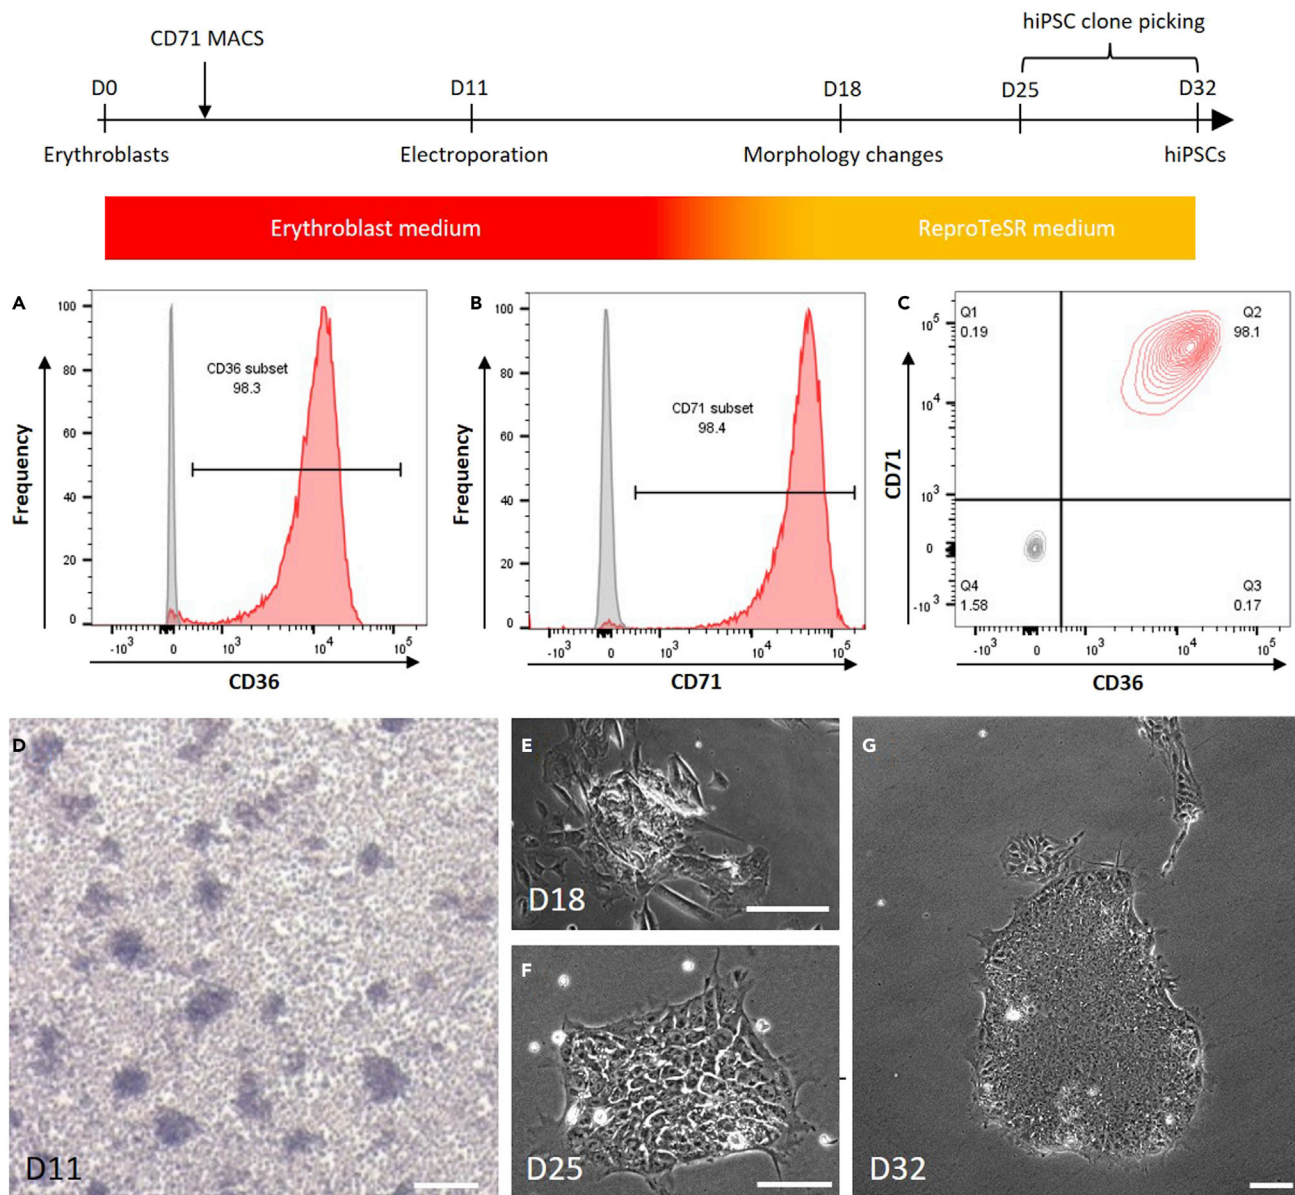 hiPSC clone picking
CD71 MACS
D0
D11
D18
D25
D32
Erythroblasts
Electroporation
Morphology changes
hiPSCs
Erythroblast medium
ReproTeSR medium
A
100
80
60
40
20
0
Frequency
CD36 subset
98.3
-10³ 0 10³ 10⁴ 10⁵
CD36
B
100
80
60
40
20
0
Frequency
CD71 subset
98.4
-10³ 0 10³ 10⁴ 10⁵
CD71
C
Q1
0.19
Q2
98.1
Q4
1.58
Q3
0.17
10⁵
10⁴
10³
0
-10³
CD71
0 10³ 10⁴ 10⁵
CD36
D
D11
E
D18
F
D25
G
D32